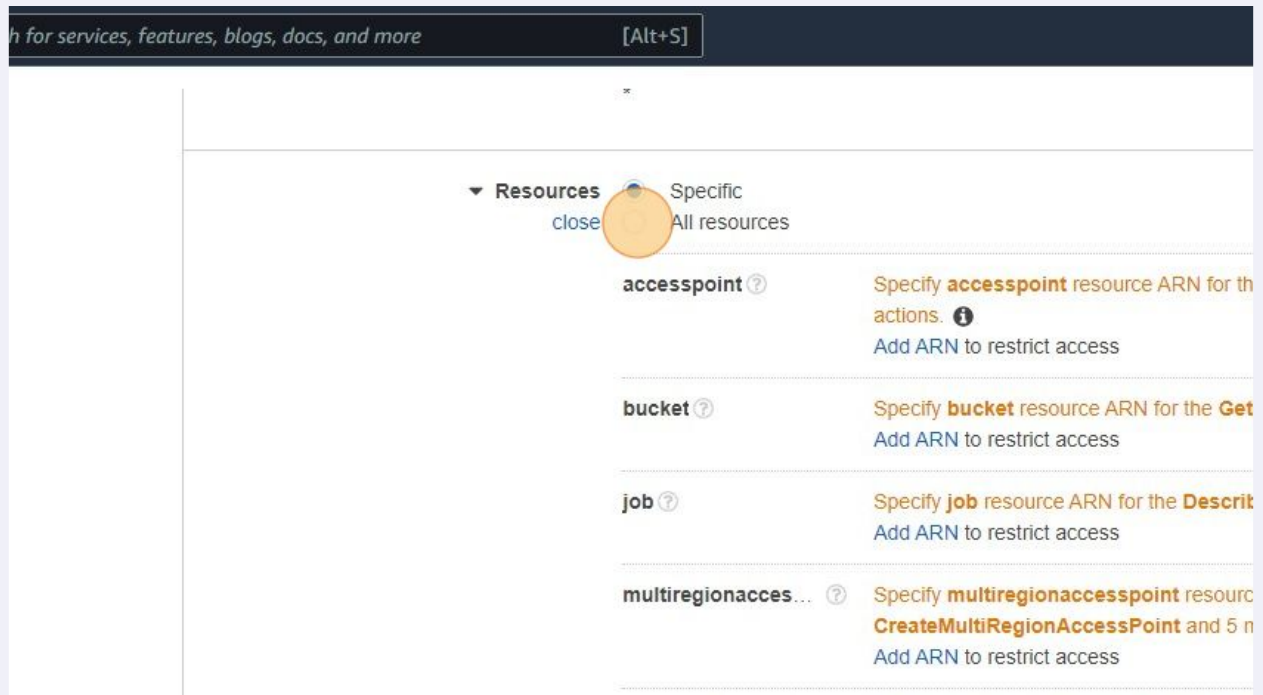 h for services, features, blogs, docs, and more [Alt+S]
*
Resources Specific
close All resources
accesspoint Specify accesspoint resource ARN for th
actions.
Add ARN to restrict access
bucket Specify bucket resource ARN for the Get
Add ARN to restrict access
job Specify job resource ARN for the Describ
Add ARN to restrict access
multiregionacces... Specify multiregionaccesspoint resourc
CreateMultiRegionAccessPoint and 5 m
Add ARN to restrict access